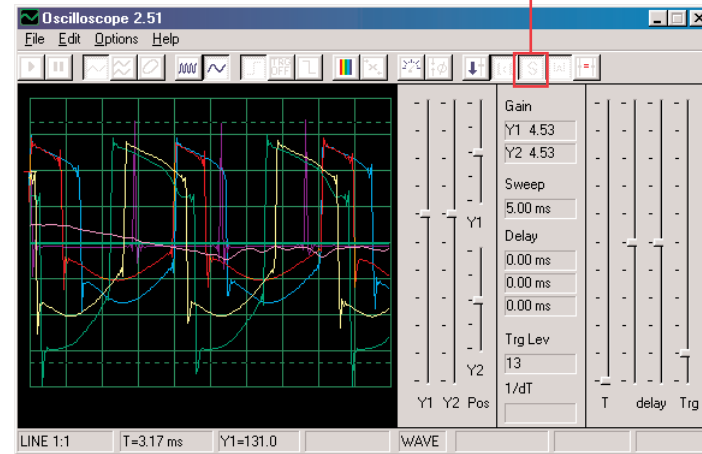 Oscilloscope 2.51
File Edit Options Help
TRG
OFF
S
Gain
Y1 4.53
Y2 4.53
Sweep
5.00 ms
Y1
Delay
0.00 ms
0.00 ms
0.00 ms
Trg Lev
13
Y2
1/dT
Y1 Y2 Pos
T delay Trg
LINE 1:1 T=3.17 ms Y1=131.0 WAVE